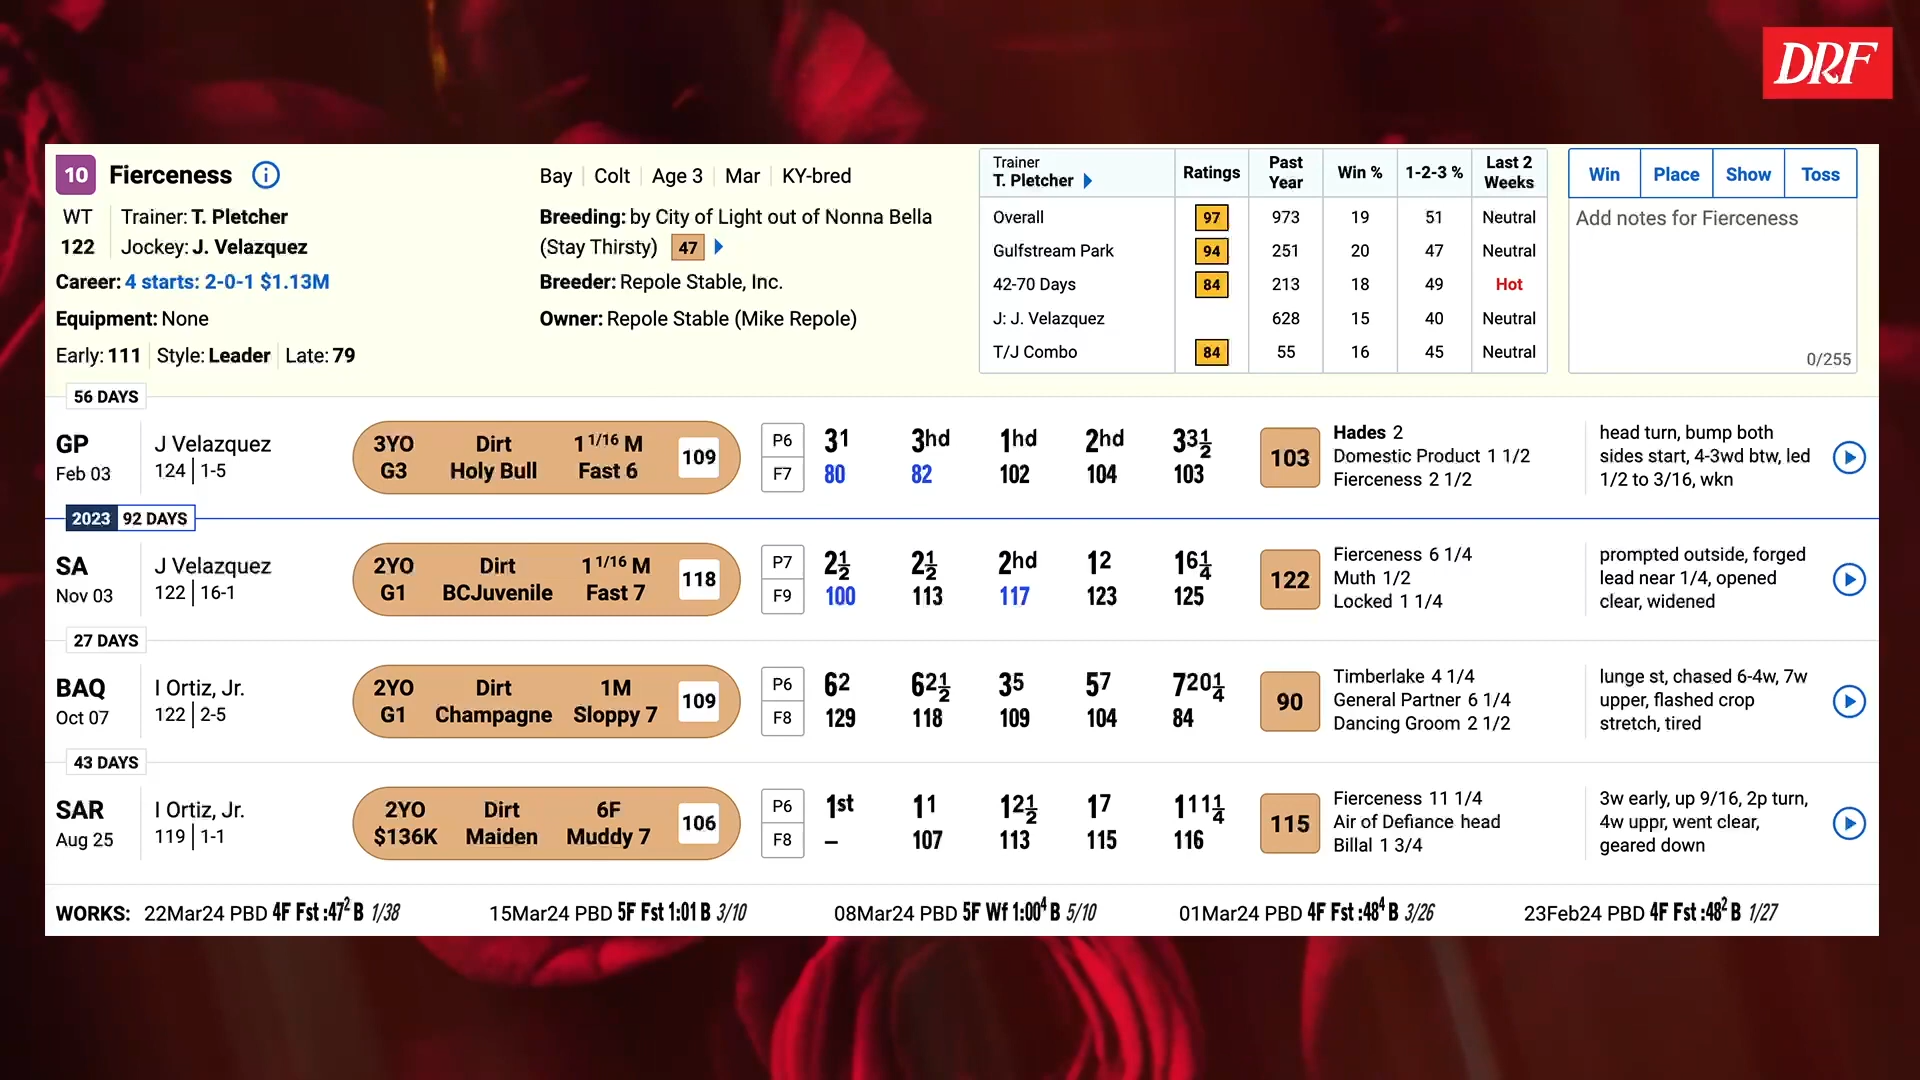 DRF
10 Fierceness
WT 122
Trainer: T. Pletcher
Jockey: J. Velazquez
Career: 4 starts: 2-0-1 $1.13M
Equipment: None
Early: 111 Style: Leader Late: 79
Bay Colt Age 3 Mar KY-bred
Breeding: by City of Light out of Nonna Bella
(Stay Thirsty) 47
Breeder: Repole Stable, Inc.
Owner: Repole Stable (Mike Repole)
Trainer T. Pletcher Ratings Past Year Win % 1-2-3 % Last 2 Weeks
Overall 97 973 19 51 Neutral
Gulfstream Park 94 251 20 47 Neutral
42-70 Days 84 213 18 49 Hot
J: J. Velazquez 628 15 40 Neutral
T/J Combo 84 55 16 45 Neutral
Win Place Show Toss
Add notes for Fierceness
0/255
56 DAYS
GP J Velazquez 3YO Dirt 1 1/16 M 109 P6 31 3hd 1hd 2hd 33½ 103 Hades 2 head turn, bump both
Feb 03 124 | 1-5 G3 Holy Bull Fast 6 F7 80 82 102 104 103 Domestic Product 1 1/2 sides start, 4-3wd btw, led
Fierceness 2 1/2 1/2 to 3/16, wkn
2023 92 DAYS
SA J Velazquez 2YO Dirt 1 1/16 M 118 P7 2½ 2½ 2hd 12 16¼ 122 Fierceness 6 1/4 prompted outside, forged
Nov 03 122 | 16-1 G1 BCJuvenile Fast 7 F9 100 113 117 123 125 Muth 1/2 lead near 1/4, opened
Locked 1 1/4 clear, widened
27 DAYS
BAQ I Ortiz, Jr. 2YO Dirt 1M 109 P6 62 62½ 35 57 720¼ 90 Timberlake 4 1/4 lunge st, chased 6-4w, 7w
Oct 07 122 | 2-5 G1 Champagne Sloppy 7 F8 129 118 109 104 84 General Partner 6 1/4 upper, flashed crop
Dancing Groom 2 1/2 stretch, tired
43 DAYS
SAR I Ortiz, Jr. 2YO Dirt 6F 106 P6 1st 11 12½ 17 111¼ 115 Fierceness 11 1/4 3w early, up 9/16, 2p turn,
Aug 25 119 | 1-1 $136K Maiden Muddy 7 F8 – 107 113 115 116 Air of Defiance head 4w uppr, went clear,
Billal 1 3/4 geared down
WORKS: 22Mar24 PBD 4F Fst :47² B 1/38 15Mar24 PBD 5F Fst 1:01 B 3/10 08Mar24 PBD 5F Wf 1:00⁴ B 5/10 01Mar24 PBD 4F Fst :48⁴ B 3/26 23Feb24 PBD 4F Fst :48² B 1/27